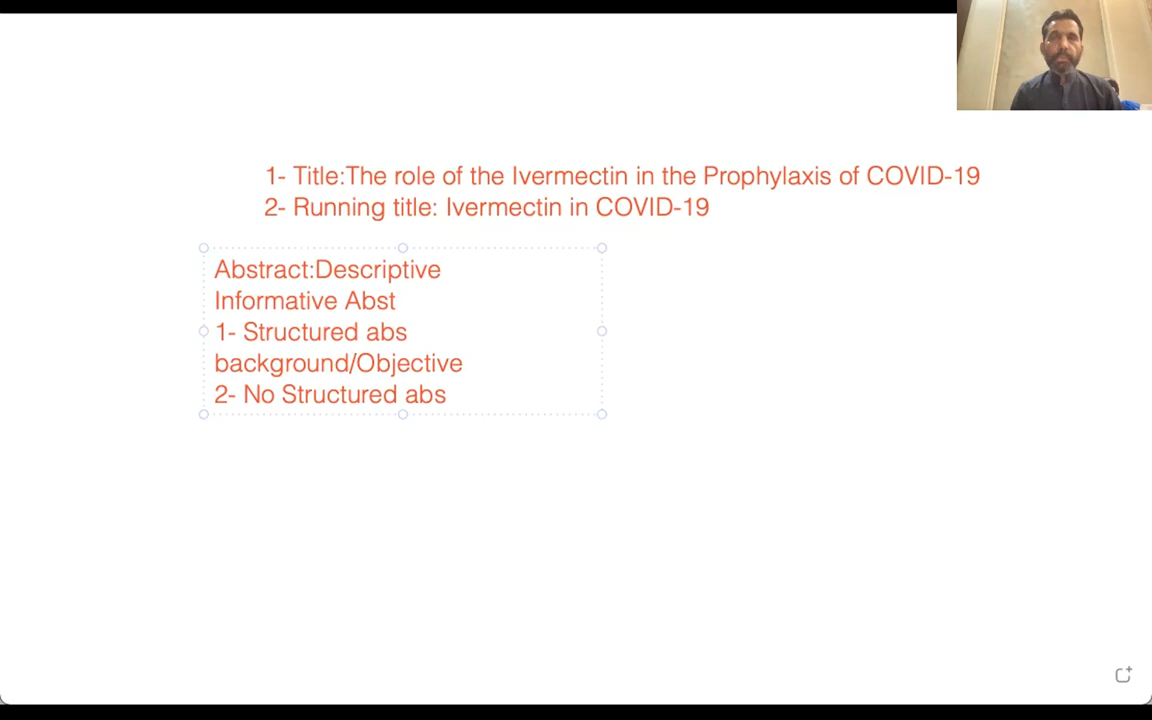 1- Title:The role of the Ivermectin in the Prophylaxis of COVID-19
2- Running title: Ivermectin in COVID-19
Abstract:Descriptive
Informative Abst
1- Structured abs
background/Objective
2- No Structured abs